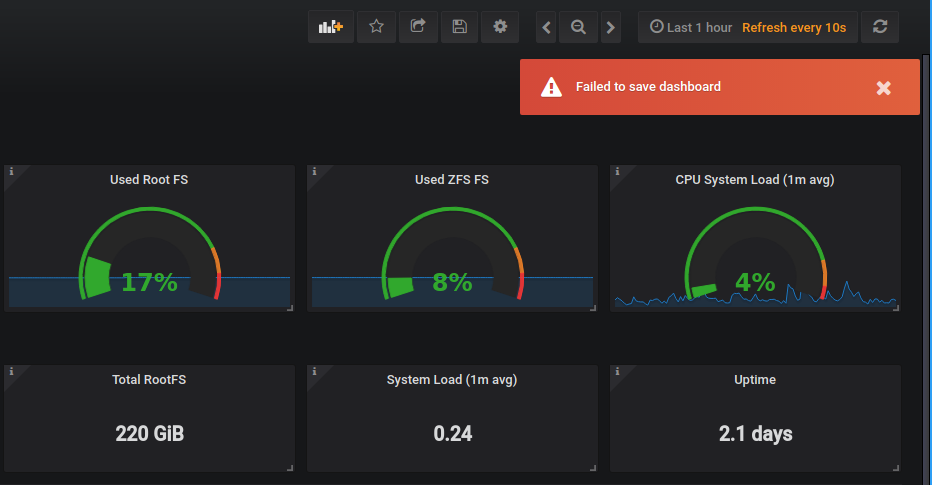 Last 1 hour Refresh every 10s
Failed to save dashboard
Used Root FS
17%
Used ZFS FS
8%
CPU System Load (1m avg)
4%
Total RootFS
220 GiB
System Load (1m avg)
0.24
Uptime
2.1 days